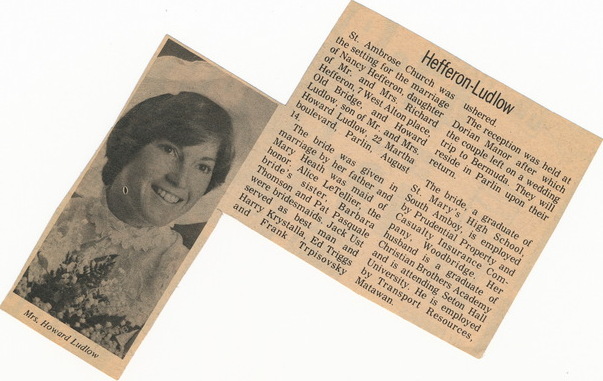 Hefferon-Ludlow
St. Ambrose Church was
the setting for the marriage
of Nancy Hefferon, daughter
of Mr. and Mrs. Richard
Hefferon, 7 West Alton place,
Old Bridge, and Howard
Ludlow, son of Mr. and Mrs.
Howard Ludlow, 22 Martha
boulevard, Parlin, August
14.
The bride was given in
marriage by her father and
Mary Heath was maid of
honor. Alice LeTellier, the
bride's sister, Barbara
Thomson and Pat Pasquale
were bridesmaids. Jack Ust
served as best man and
Harry Krystalla, Ed Triggs
and Frank Trpisovsky
ushered.
The reception was held at
Dorian Manor after which
the couple left on a wedding
trip to Bermuda. They will
reside in Parlin upon their
return.
The bride, a graduate of
St. Mary's High School,
South Amboy, is employed
by Prudential Property and
Casualty Insurance Com-
pany, Woodbridge. Her
husband is a graduate of
Christian Brothers Academy
and is attending Seton Hall
University. He is employed
by Transport Resources,
Matawan.
Mrs. Howard Ludlow